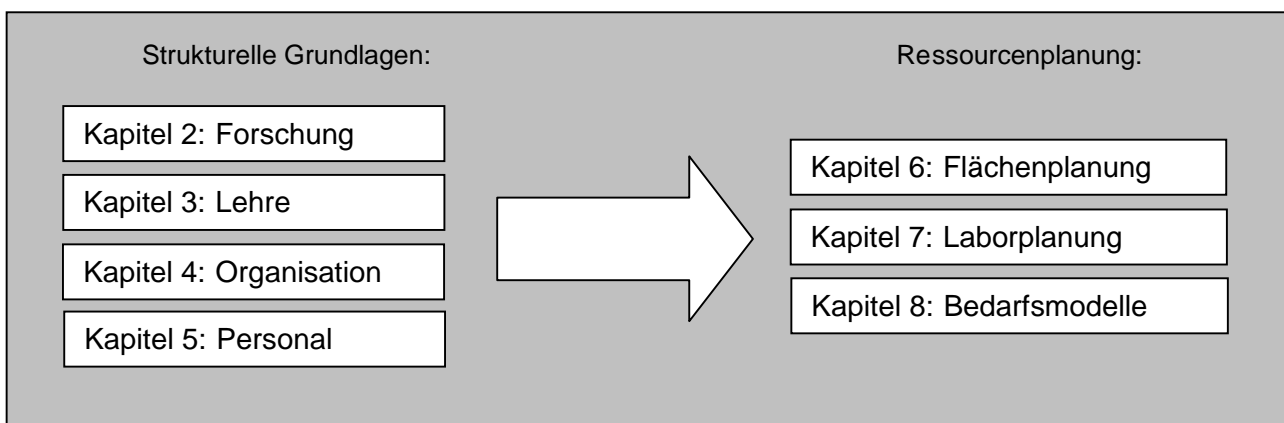 Strukturelle Grundlagen:
Kapitel 2: Forschung
Kapitel 3: Lehre
Kapitel 4: Organisation
Kapitel 5: Personal
Ressourcenplanung:
Kapitel 6: Flächenplanung
Kapitel 7: Laborplanung
Kapitel 8: Bedarfsmodelle